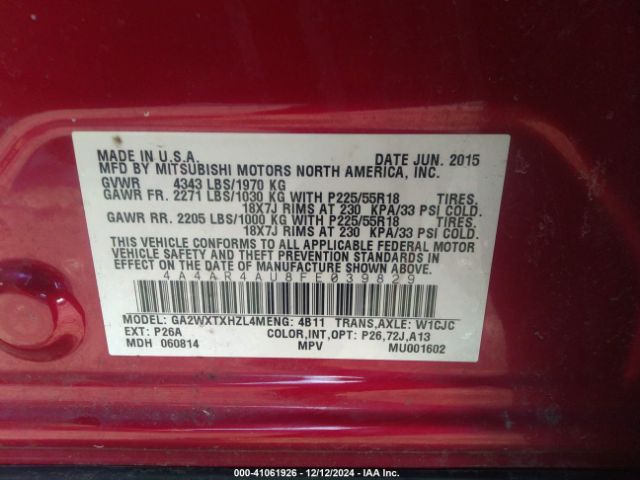 MADE IN U.S.A. DATE JUN. 2015
MFD BY MITSUBISHI MOTORS NORTH AMERICA, INC.
GVWR 4343 LBS/1970 KG
GAWR FR. 2271 LBS/1030 KG WITH P225/55R18 TIRES,
18X7J RIMS AT 230 KPA/33 PSI COLD.
GAWR RR. 2205 LBS/1000 KG WITH P225/55R18 TIRES,
18X7J RIMS AT 230 KPA/33 PSI COLD.
THIS VEHICLE CONFORMS TO ALL APPLICABLE FEDERAL MOTOR
VEHICLE SAFETY AND THEFT PREVENTION STANDARDS IN
EFFECT ON THE DATE OF MANUFACTURE SHOWN ABOVE.
4A4AR4AU8FE039829
MODEL: GA2WXTXHZL4MENG: 4B11 TRANS,AXLE: W1CJC
EXT: P26A COLOR,INT,OPT: P26,72J,A13
MDH 060814 MPV MU001602
000-41061926 - 12/12/2024 - IAA Inc.